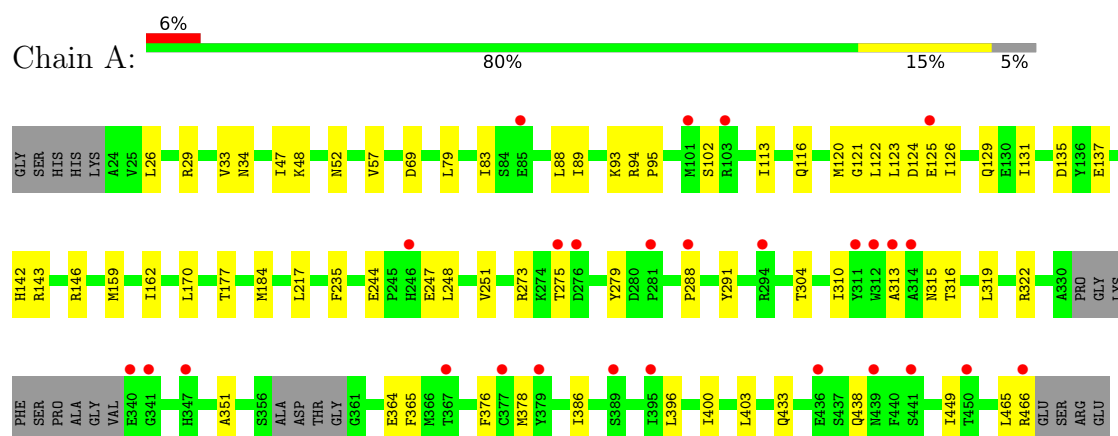 6%
Chain A:
80% 15% 5%
GLY SER HIS HIS LYS A24 V25 L26 R29 V33 N34 I47 K48 N52 V57 D69 L79 I83 S84 E85 L88 I89 K93 R94 P95 M101 S102 R103 I113 Q116 M120 G121 L122 L123 D124 E125 I126 Q129 E130 I131 D135 Y136 E137
H142 R143 R146 M159 I162 L170 T177 M184 L217 F235 E244 P245 H246 E247 L248 V251 R273 K274 T275 D276 Y279 D280 P281 P288 Y291 R294 T304 I310 Y311 W312 A313 A314 N315 T316 L319 R322 A330 PRO GLY LYS
PHE SER PRO ALA GLY VAL E340 G341 H347 A351 S356 ALA ASP THR GLY G361 E364 F365 M366 T367 F376 C377 M378 Y379 I386 S389 I395 L396 I400 L403 Q433 E436 S437 Q438 N439 F440 S441 I449 T450 L465 R466 GLU SER ARG GLU